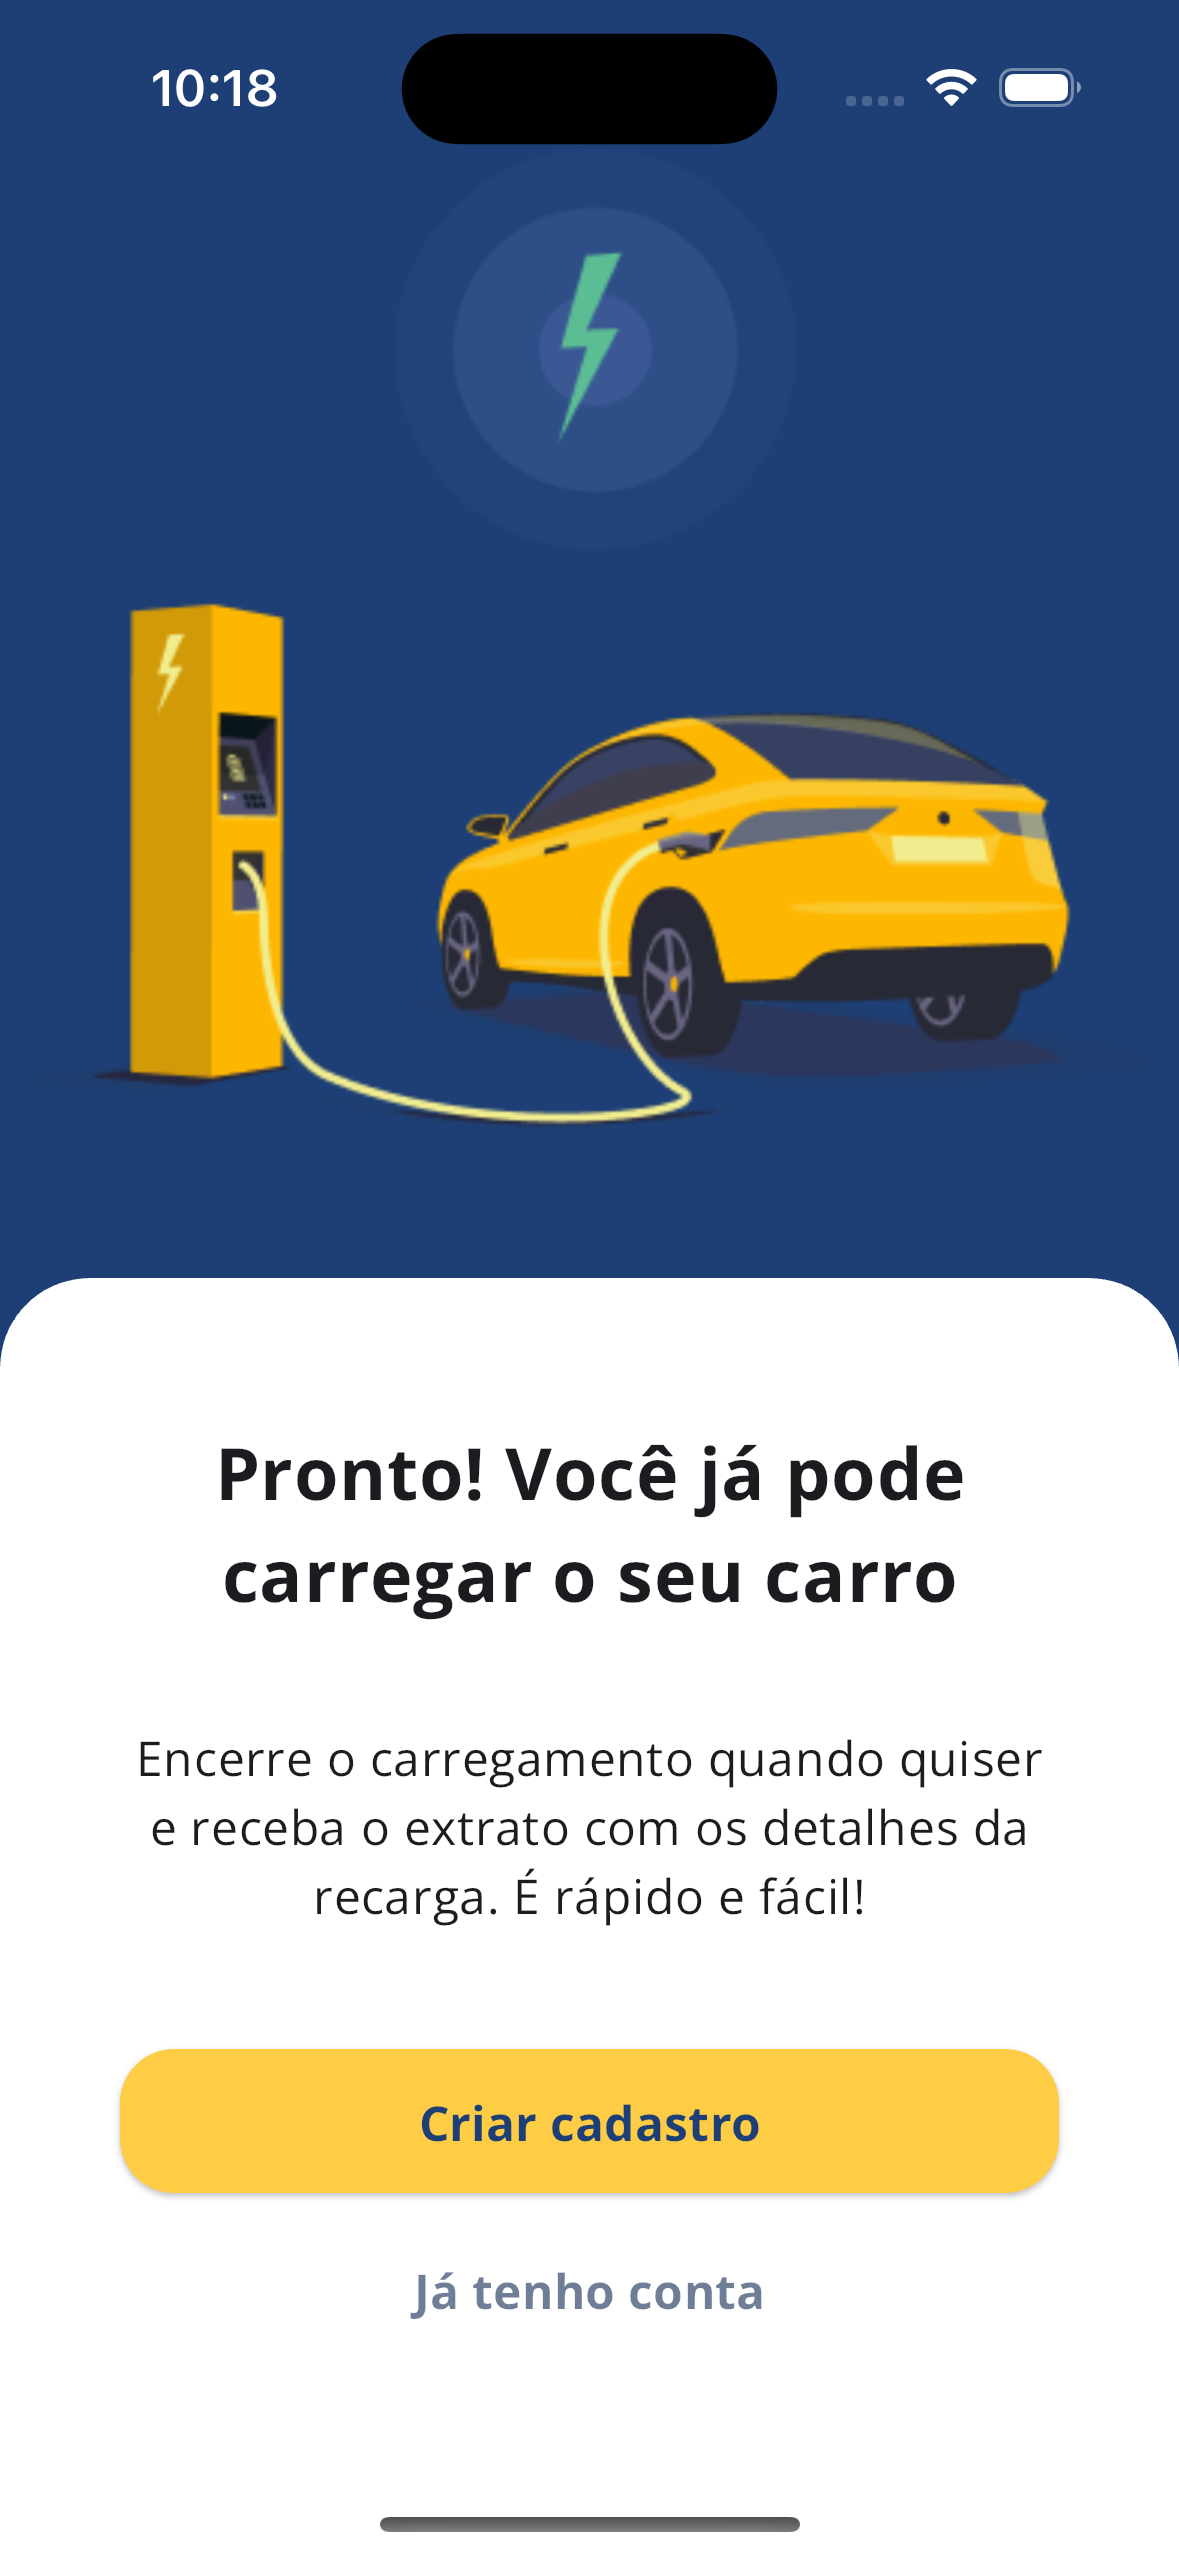 10:18
Pronto! Você já pode
carregar o seu carro
Encerre o carregamento quando quiser
e receba o extrato com os detalhes da
recarga. É rápido e fácil!
Criar cadastro
Já tenho conta